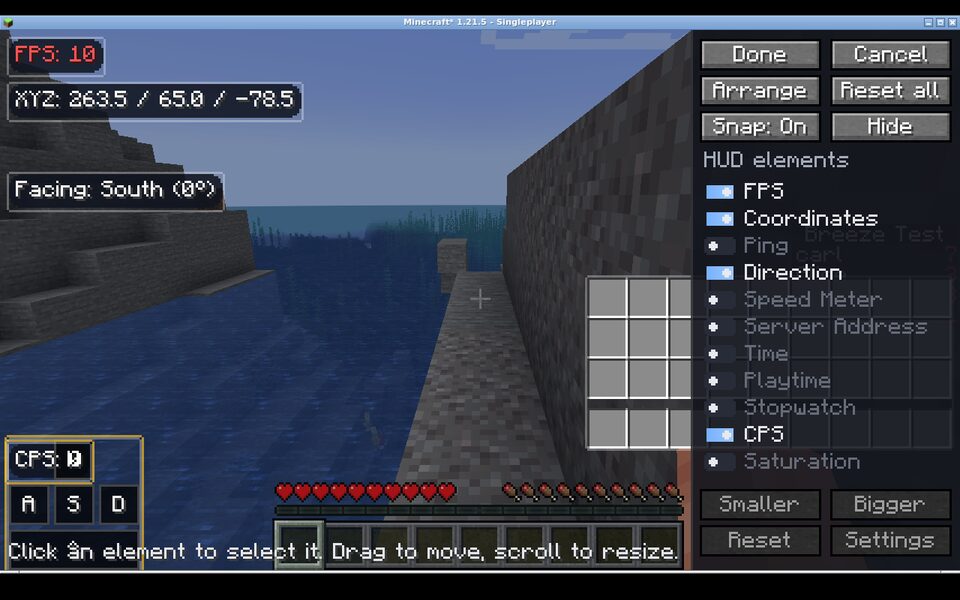 Minecraft* 1.21.5 - Singleplayer
FPS: 10
XYZ: 263.5 / 65.0 / -78.5
Facing: South (0°)
Done
Cancel
Arrange
Reset all
Snap: On
Hide
HUD elements
FPS
Coordinates
Ping
Direction
Speed Meter
Server Address
Time
Playtime
Stopwatch
CPS
Saturation
Smaller
Bigger
Reset
Settings
Breeze Test
CPS: 0
A S D
Click an element to select it. Drag to move, scroll to resize.